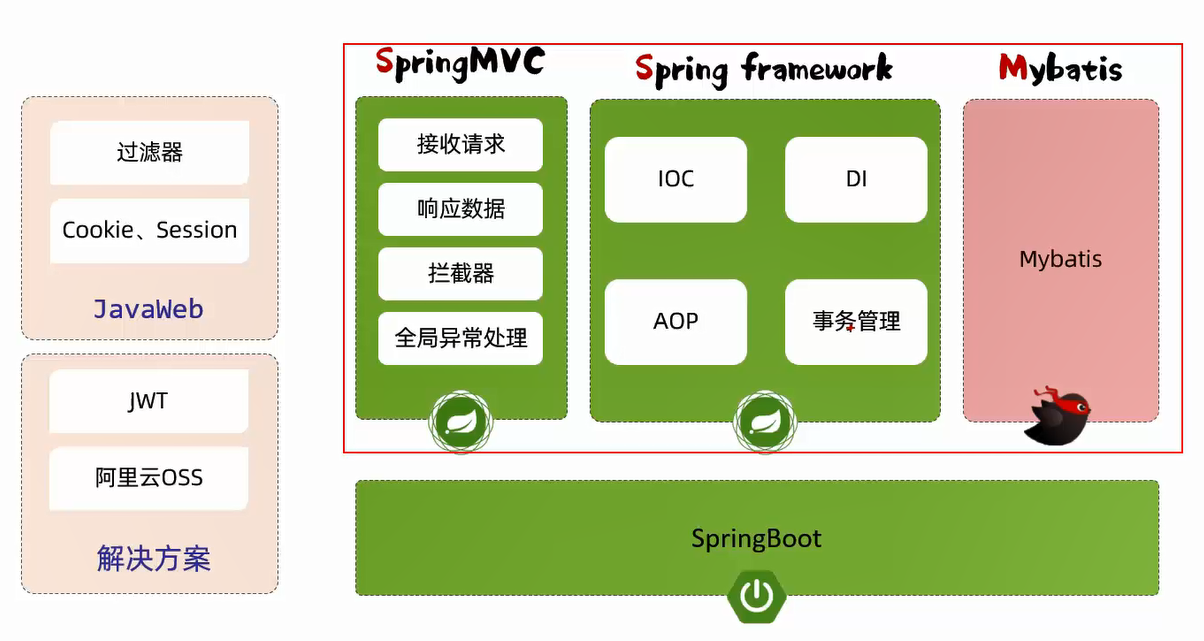 过滤器
Cookie、Session
JavaWeb
JWT
阿里云OSS
解决方案
SpringMVC
接收请求
响应数据
拦截器
全局异常处理
Spring framework
IOC
DI
AOP
事务管理
Mybatis
Mybatis
SpringBoot